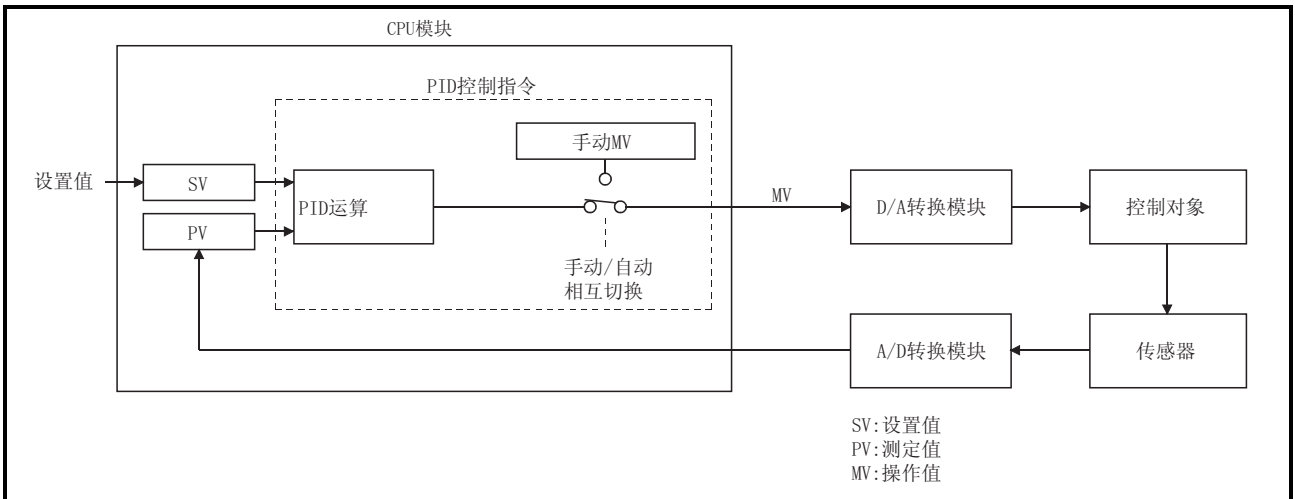 CPU模块
PID控制指令
手动MV
设置值
SV
PID运算
MV
D/A转换模块
控制对象
PV
手动/自动
相互切换
A/D转换模块
传感器
SV:设置值
PV:测定值
MV:操作值